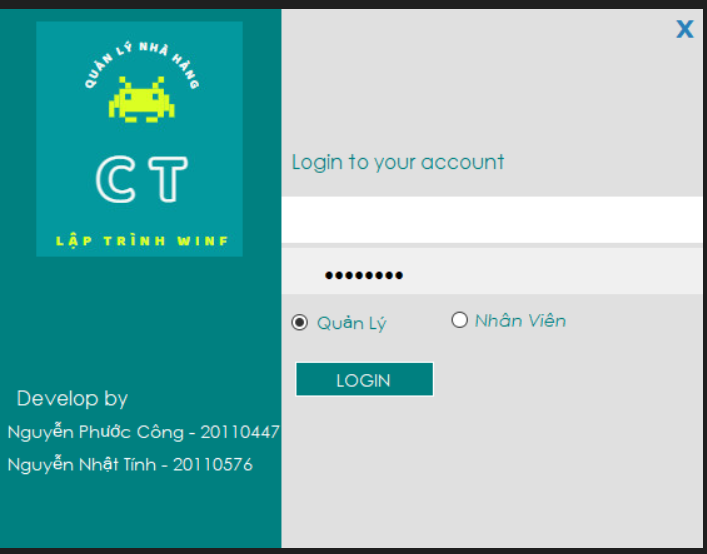 QUẢN LÝ NHÀ HÀNG
CT
LẬP TRÌNH WINF
Develop by
Nguyễn Phước Công - 20110447
Nguyễn Nhật Tính - 20110576
X
Login to your account
••••••••
Quản Lý
Nhân Viên
LOGIN